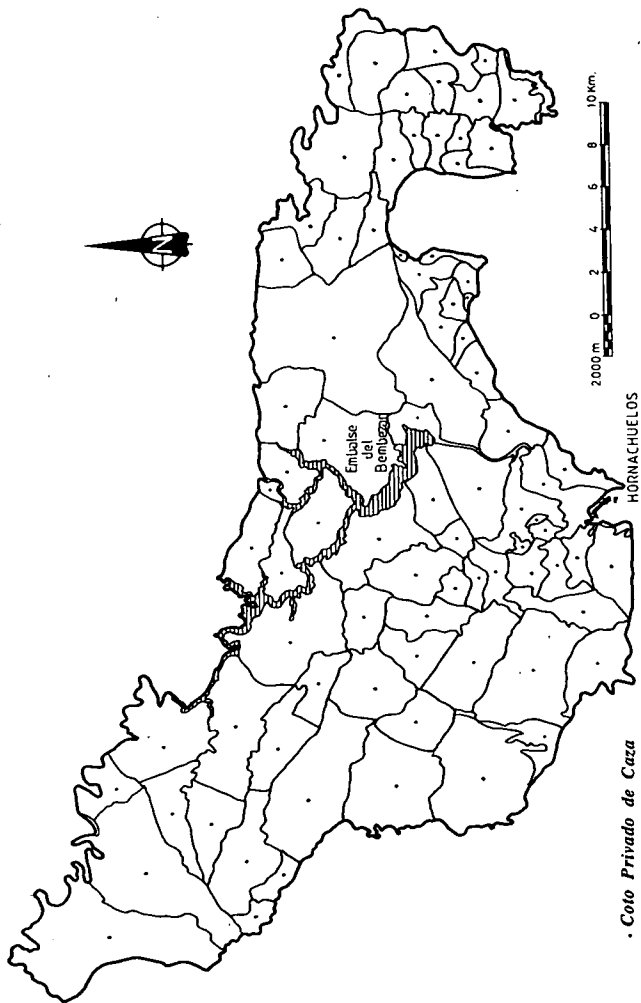 N
Embalse
del
Bembezar
2000 m 0 2 4 6 8 10 Km.
HORNACHUELOS
. Coto Privado de Caza